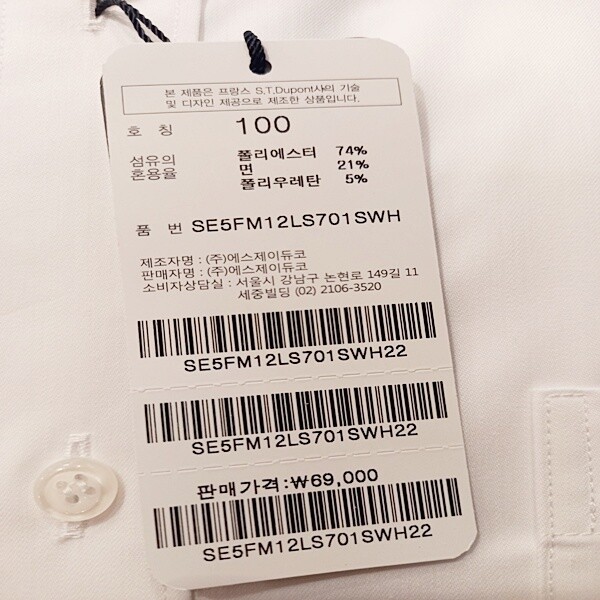 본 제품은 프랑스 S.T.Dupont사의 기술
및 디자인 제공으로 제조한 상품입니다.
호 칭 100
섬유의 혼용율 폴리에스터 74%
면 21%
폴리우레탄 5%
품 번 SE5FM12LS701SWH
제조자명 : (주)에스제이듀코
판매자명 : (주)에스제이듀코
소비자상담실 : 서울시 강남구 논현로 149길 11
세중빌딩 (02) 2106-3520
SE5FM12LS701SWH22
SE5FM12LS701SWH22
판매가격:₩69,000
SE5FM12LS701SWH22